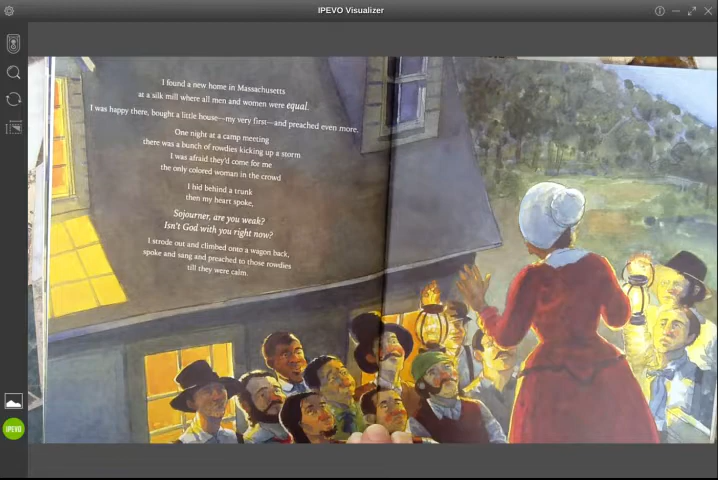 IPEVO Visualizer
I found a new home in Massachusetts
at a silk mill where all men and women were equal.
I was happy there, bought a little house—my very first—and preached even more.
One night at a camp meeting
there was a bunch of rowdies kicking up a storm
I was afraid they'd come for me
the only colored woman in the crowd
I hid behind a trunk
then my heart spoke,
Sojourner, are you weak?
Isn't God with you right now?
I strode out and climbed onto a wagon back,
spoke and sang and preached to those rowdies
till they were calm.
IPEVO